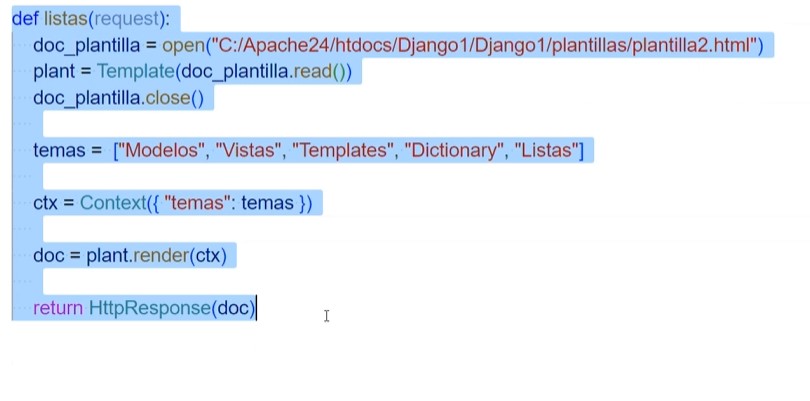 def listas(request):
doc_plantilla = open("C:/Apache24/htdocs/Django1/Django1/plantillas/plantilla2.html")
plant = Template(doc_plantilla.read())
doc_plantilla.close()
temas =  ["Modelos", "Vistas", "Templates", "Dictionary", "Listas"]
ctx = Context({ "temas": temas })
doc = plant.render(ctx)
return HttpResponse(doc)